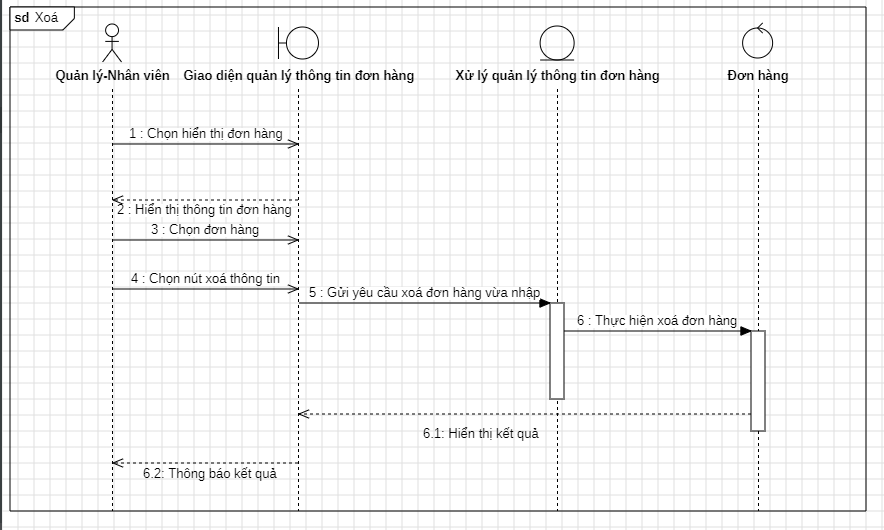 sd Xoá
Quản lý-Nhân viên
Giao diện quản lý thông tin đơn hàng
Xử lý quản lý thông tin đơn hàng
Đơn hàng
1 : Chọn hiển thị đơn hàng
2 : Hiển thị thông tin đơn hàng
3 : Chọn đơn hàng
4 : Chọn nút xoá thông tin
5 : Gửi yêu cầu xoá đơn hàng vừa nhập
6 : Thực hiện xoá đơn hàng
6.1: Hiển thị kết quả
6.2: Thông báo kết quả